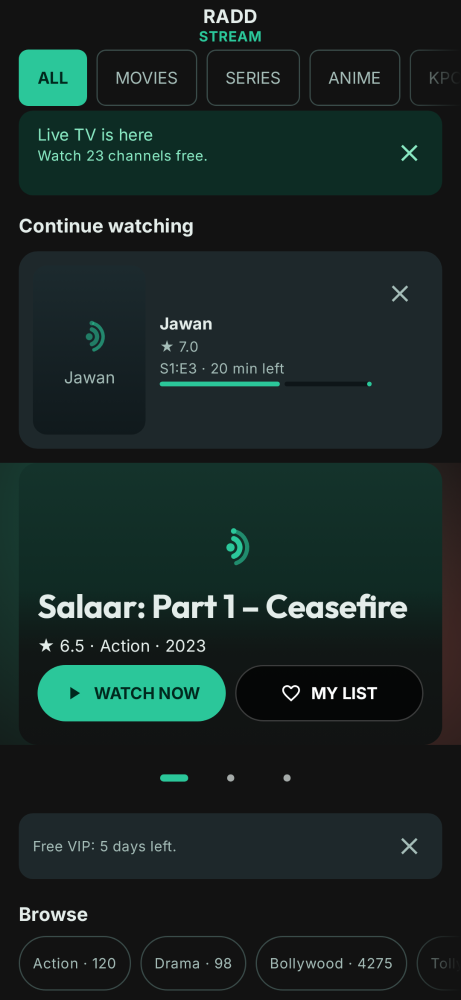 RADD
STREAM
ALL
MOVIES
SERIES
ANIME
Live TV is here
Watch 23 channels free.
Continue watching
Jawan
Jawan
★ 7.0
S1:E3 · 20 min left
Salaar: Part 1 – Ceasefire
★ 6.5 · Action · 2023
WATCH NOW
MY LIST
Free VIP: 5 days left.
Browse
Action · 120
Drama · 98
Bollywood · 4275